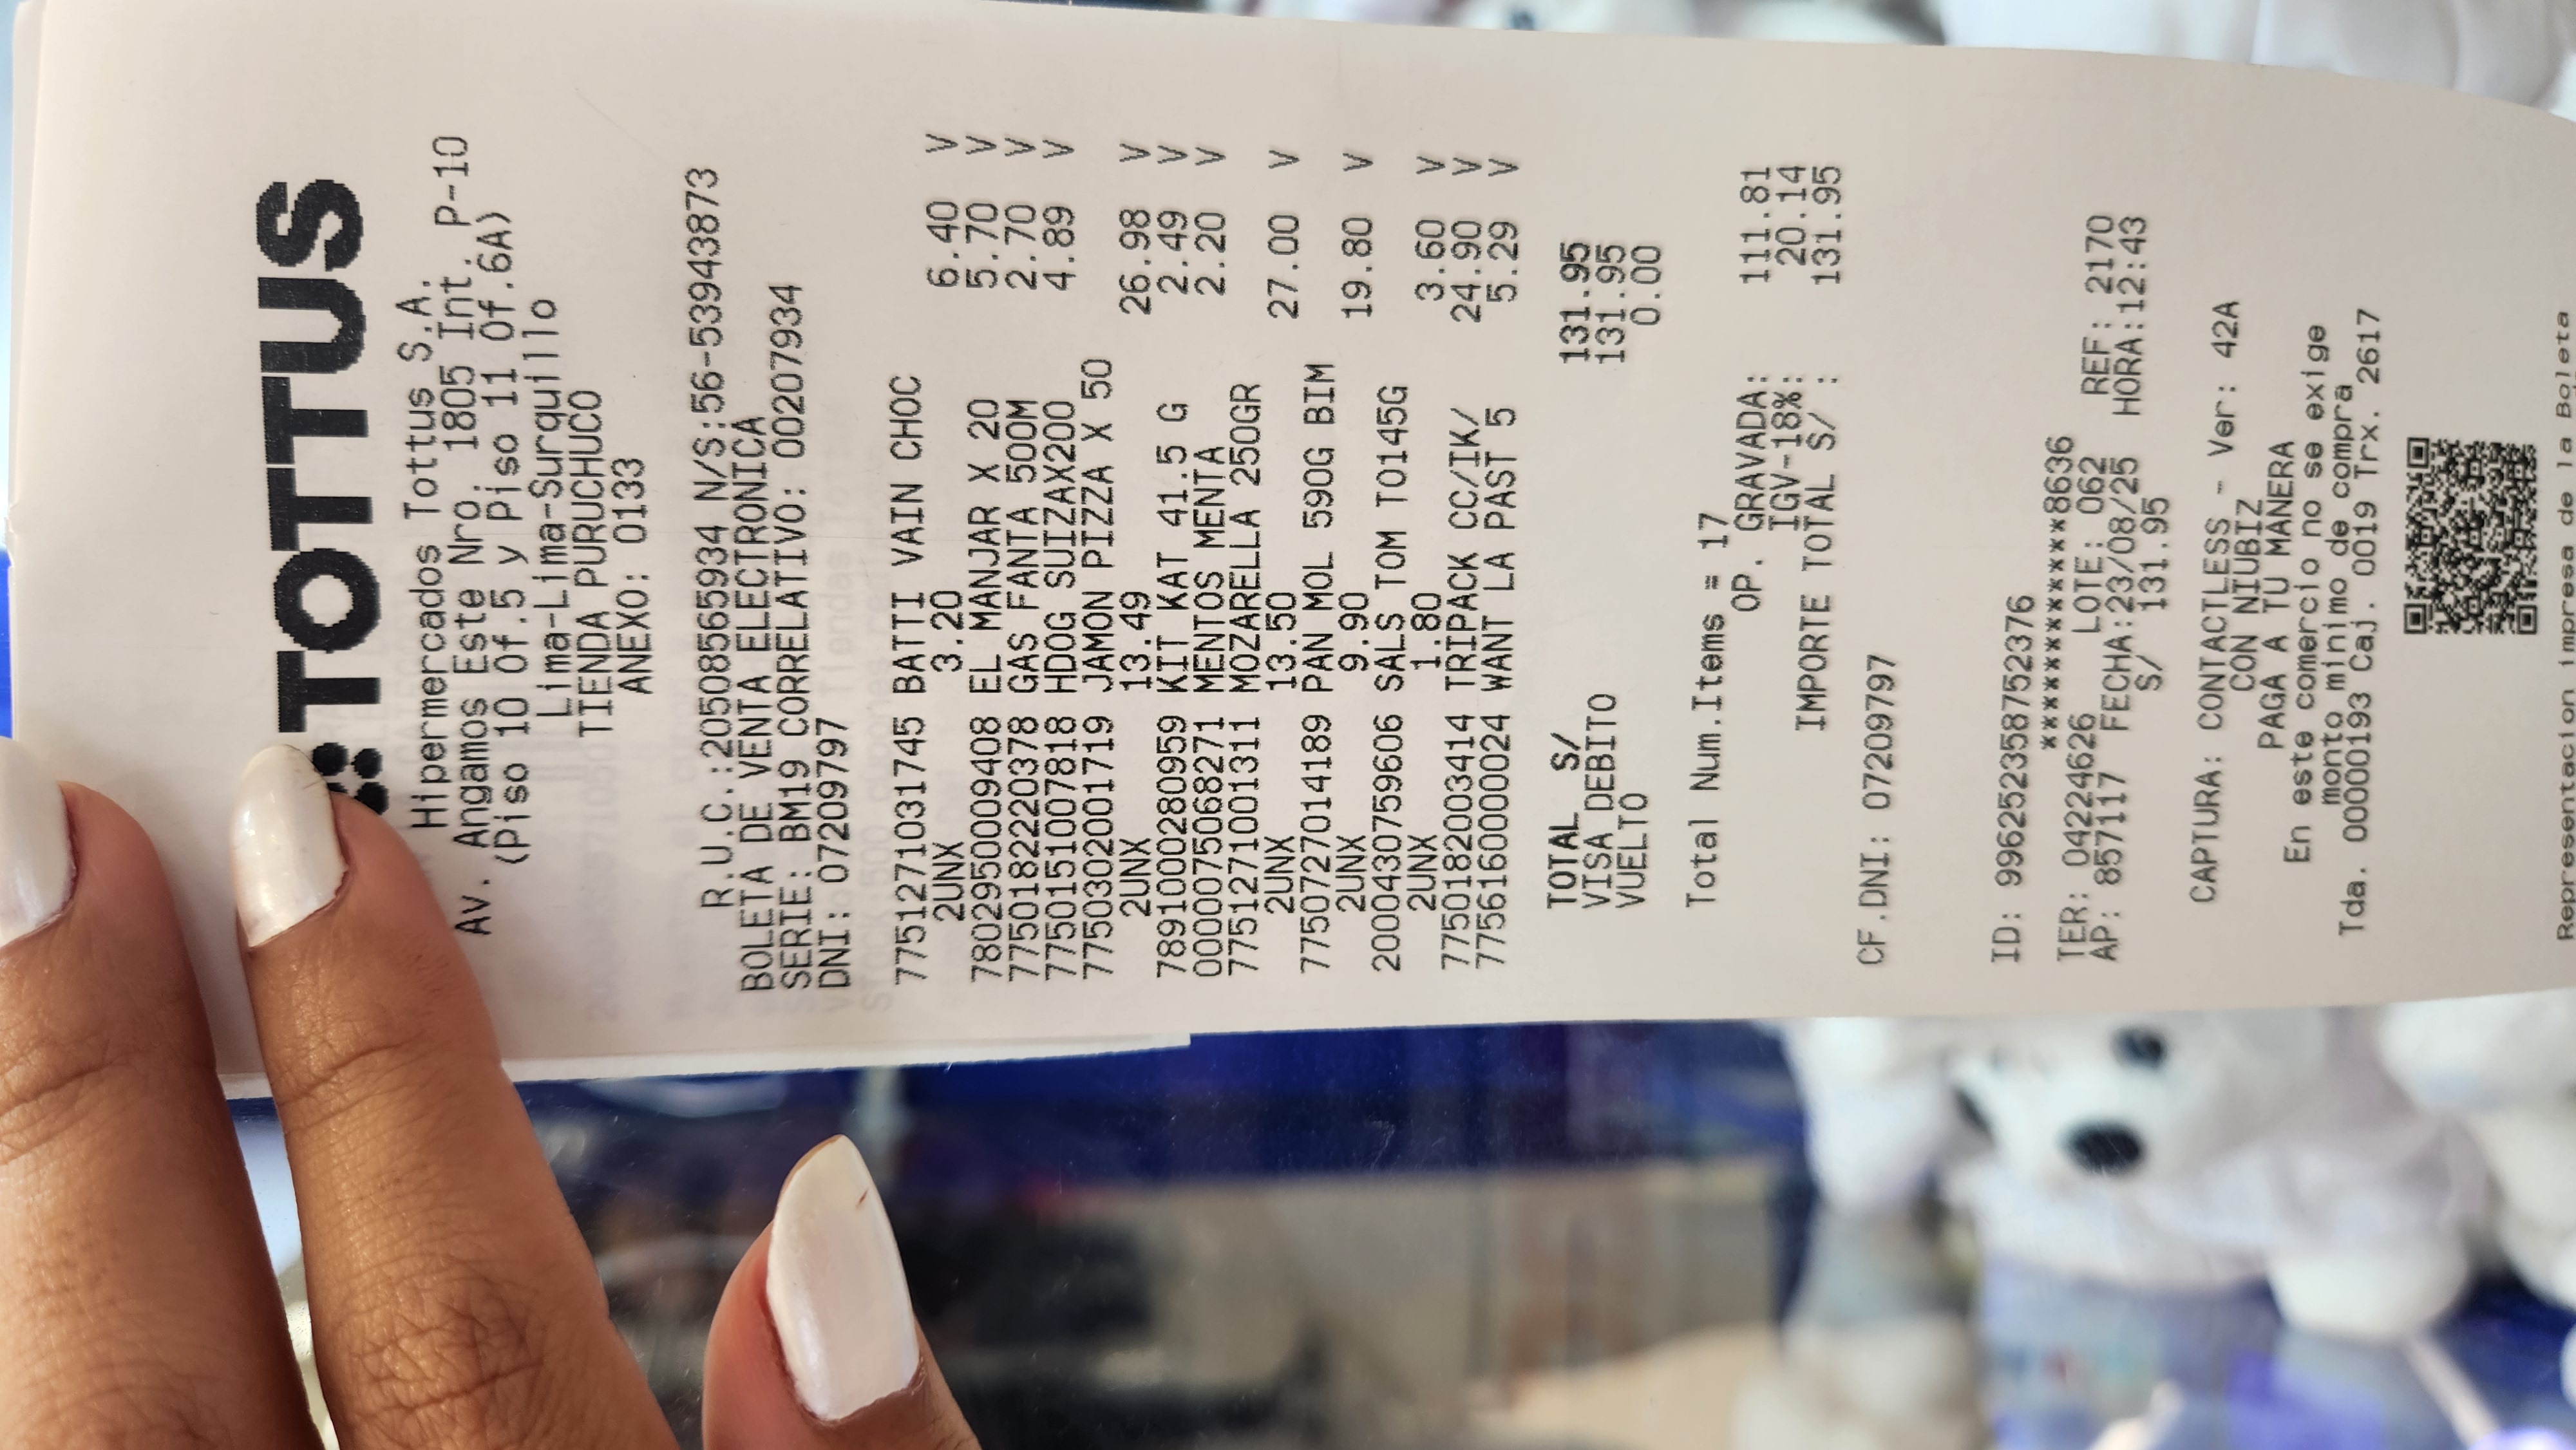 TOTTUS
Hipermercados Tottus S.A.
Av. Angamos Este Nro. 1805 Int. P-10
(Piso 10 Of.5 y Piso 11 Of.6A)
Lima-Lima-Surquillo
TIENDA PURUCHUCO
ANEXO: 0133
R.U.C.:20508565934 N/S:56-53943873
BOLETA DE VENTA ELECTRONICA
SERIE: BM19 CORRELATIVO: 00207934
DNI: 07209797
7751271031745 BATTI VAIN CHOC
2UNX 3.20 6.40 V
7802950009408 EL MANJAR X 20 5.70 V
7750182220378 GAS FANTA 500M 2.70 V
7750151007818 HDOG SUIZAX200 4.89 V
7750302001719 JAMON PIZZA X 50
2UNX 13.49 26.98 V
7891000280959 KIT KAT 41.5 G 2.49 V
0000075068271 MENTOS MENTA 2.20 V
7751271001311 MOZARELLA 250GR
2UNX 13.50 27.00 V
7750727014189 PAN MOL 590G BIM
2UNX 9.90 19.80 V
2000430759606 SALS TOM TO145G
2UNX 1.80 3.60 V
7750182003414 TRIPACK CC/IK/ 24.90 V
7756160000024 WANT LA PAST 5 5.29 V
TOTAL S/ 131.95
VISA DEBITO 131.95
VUELTO 0.00
Total Num.Items = 17
OP. GRAVADA: 111.81
IGV-18%: 20.14
IMPORTE TOTAL S/ : 131.95
CF.DNI: 07209797
ID: 996252358752376
************8636
TER: 04224626 LOTE: 062 REF: 2170
AP: 857117 FECHA:23/08/25 HORA:12:43
S/ 131.95
CAPTURA: CONTACTLESS - Ver: 42A
CON NIUBIZ
PAGA A TU MANERA
En este comercio no se exige
monto minimo de compra
Tda. 00000193 Caj. 0019 Trx. 2617
Representacion impresa de la Boleta